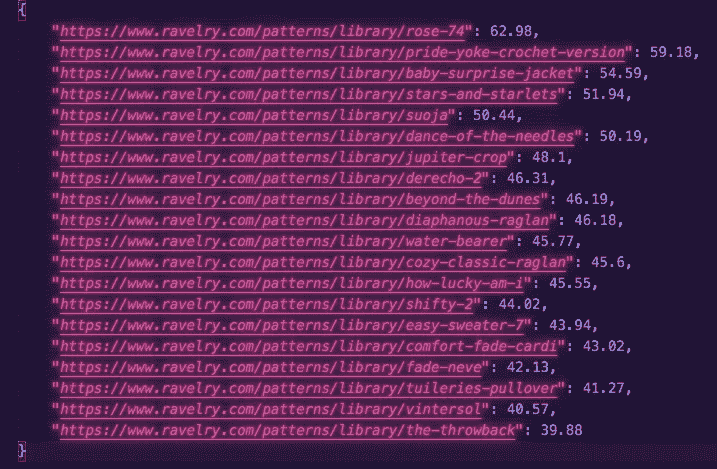 {
"https://www.ravelry.com/patterns/library/rose-74": 62.98,
"https://www.ravelry.com/patterns/library/pride-yoke-crochet-version": 59.18,
"https://www.ravelry.com/patterns/library/baby-surprise-jacket": 54.59,
"https://www.ravelry.com/patterns/library/stars-and-starlets": 51.94,
"https://www.ravelry.com/patterns/library/suoja": 50.44,
"https://www.ravelry.com/patterns/library/dance-of-the-needles": 50.19,
"https://www.ravelry.com/patterns/library/jupiter-crop": 48.1,
"https://www.ravelry.com/patterns/library/derecho-2": 46.31,
"https://www.ravelry.com/patterns/library/beyond-the-dunes": 46.19,
"https://www.ravelry.com/patterns/library/diaphanous-raglan": 46.18,
"https://www.ravelry.com/patterns/library/water-bearer": 45.77,
"https://www.ravelry.com/patterns/library/cozy-classic-raglan": 45.6,
"https://www.ravelry.com/patterns/library/how-lucky-am-i": 45.55,
"https://www.ravelry.com/patterns/library/shifty-2": 44.02,
"https://www.ravelry.com/patterns/library/easy-sweater-7": 43.94,
"https://www.ravelry.com/patterns/library/comfort-fade-cardi": 43.02,
"https://www.ravelry.com/patterns/library/fade-neve": 42.13,
"https://www.ravelry.com/patterns/library/tuileries-pullover": 41.27,
"https://www.ravelry.com/patterns/library/vintersol": 40.57,
"https://www.ravelry.com/patterns/library/the-throwback": 39.88
}